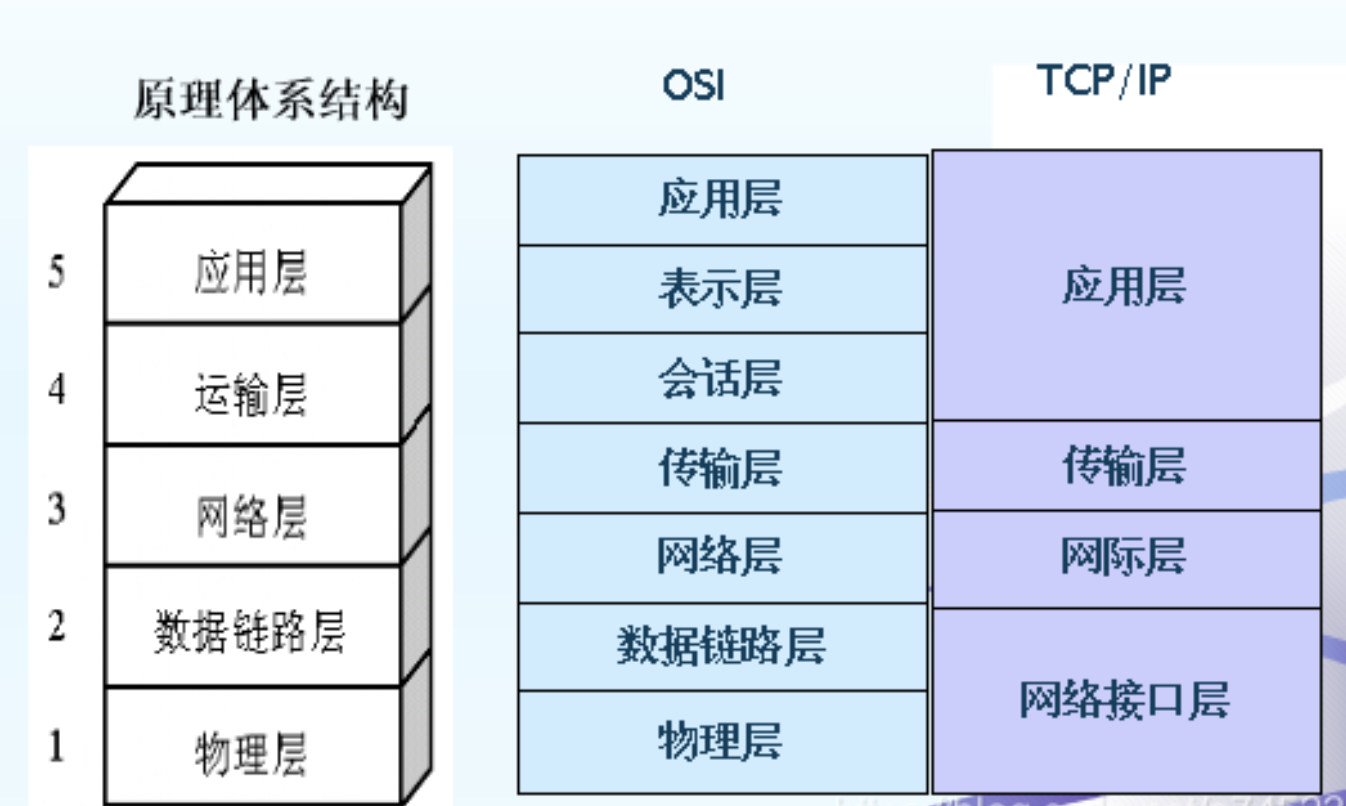 原理体系结构
OSI
TCP/IP
5
应用层
4
运输层
3
网络层
2
数据链路层
1
物理层
应用层
表示层
会话层
传输层
网络层
数据链路层
物理层
应用层
传输层
网际层
网络接口层